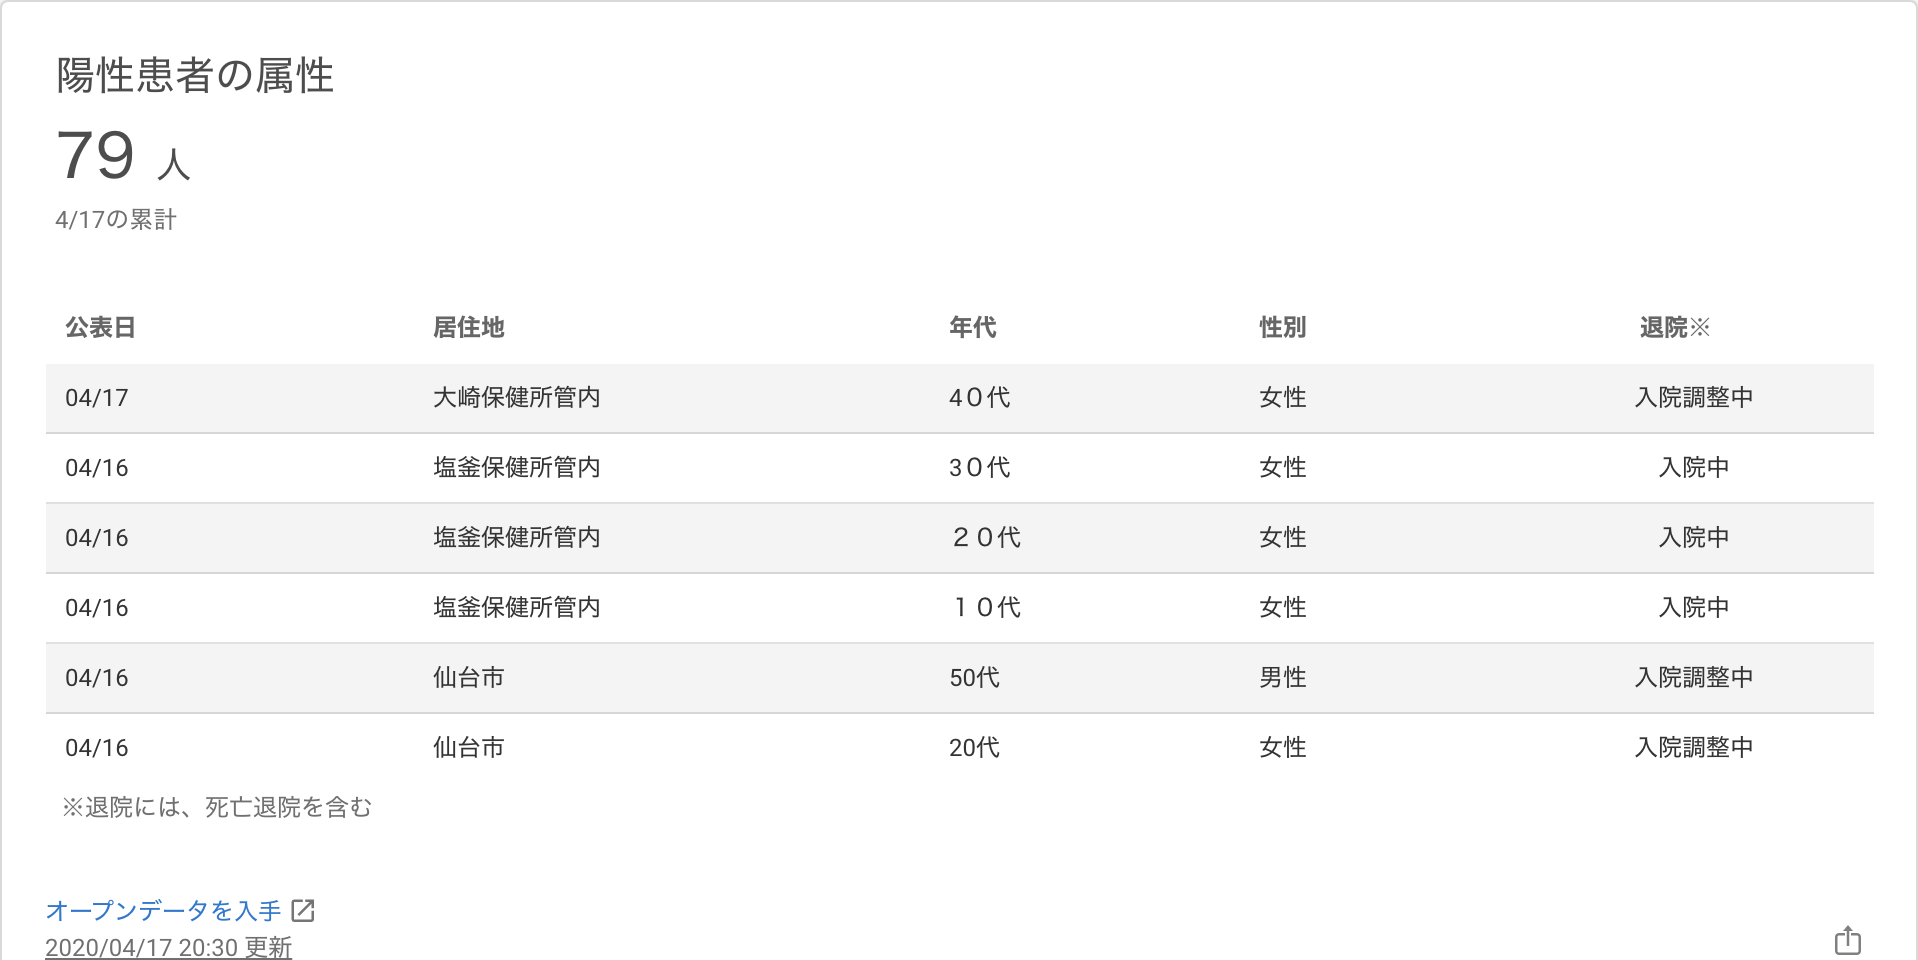 陽性患者の属性
79 人
4/17の累計
公表日 居住地 年代 性別 退院※
04/17 大崎保健所管内 4０代 女性 入院調整中
04/16 塩釜保健所管内 3０代 女性 入院中
04/16 塩釜保健所管内 ２０代 女性 入院中
04/16 塩釜保健所管内 １０代 女性 入院中
04/16 仙台市 50代 男性 入院調整中
04/16 仙台市 20代 女性 入院調整中
※退院には、死亡退院を含む
オープンデータを入手
2020/04/17 20:30 更新